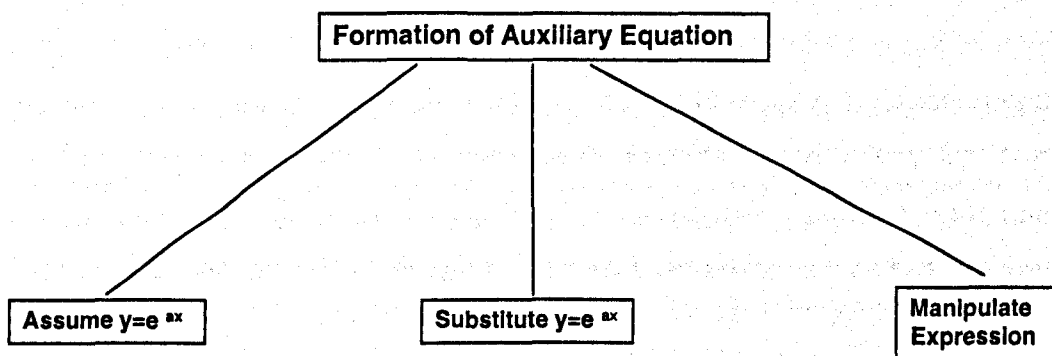 Formation of Auxiliary Equation
Assume y=e ax
Substitute y=e ax
Manipulate
Expression